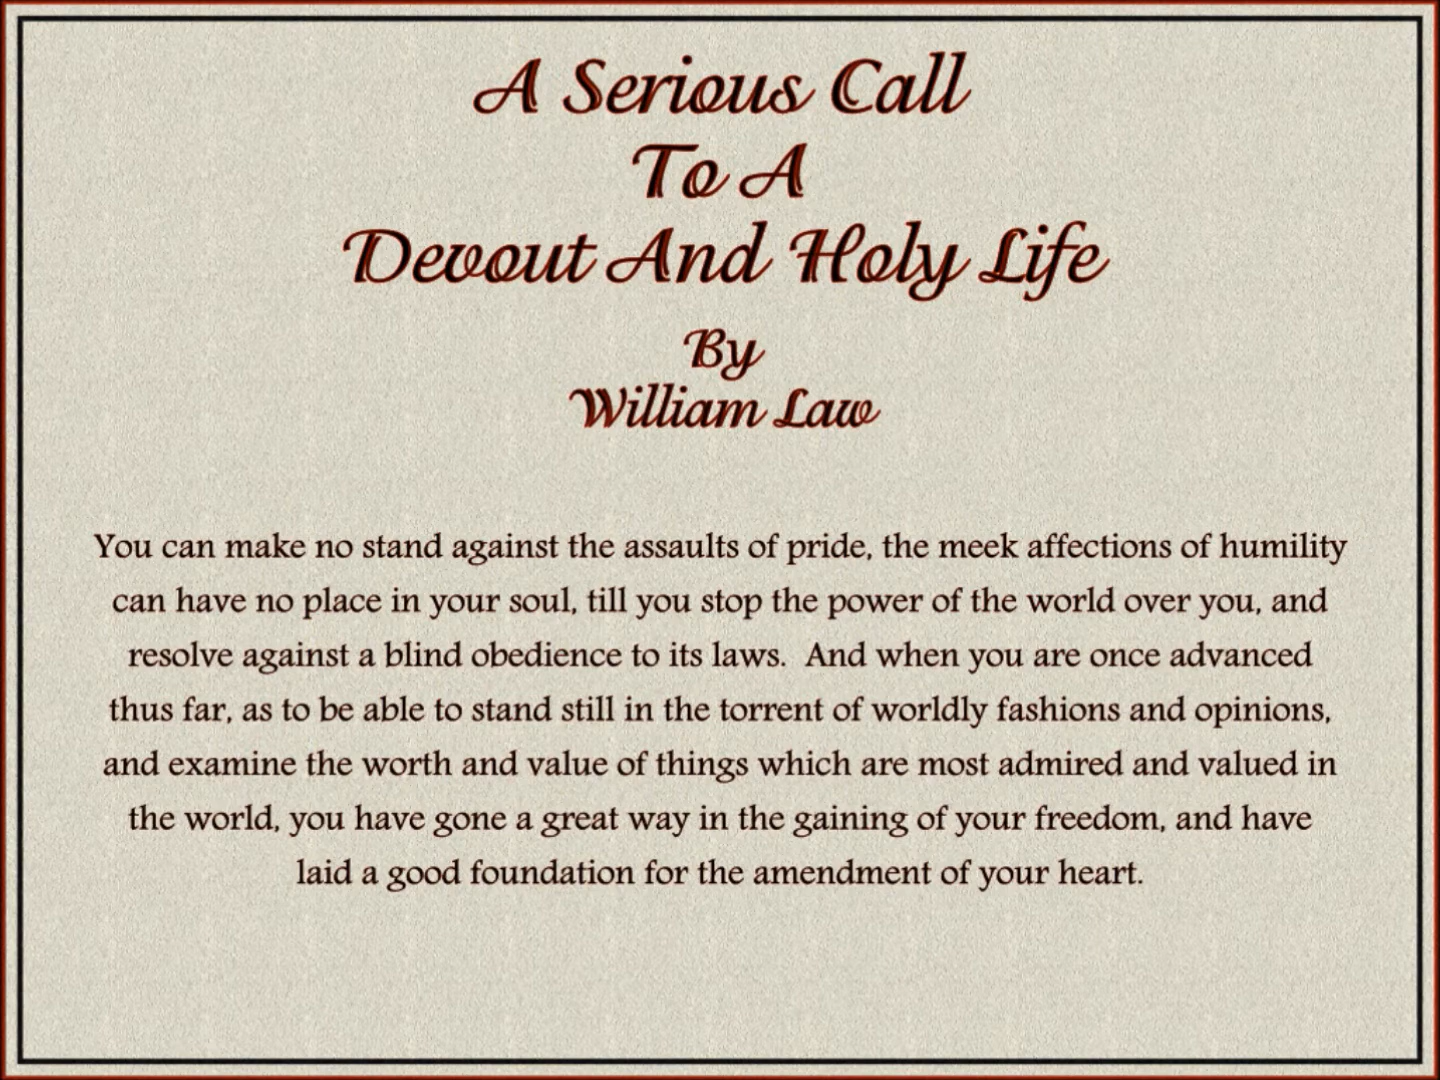 A Serious Call
To A
Devout And Holy Life
By
William Law
You can make no stand against the assaults of pride, the meek affections of humility
can have no place in your soul, till you stop the power of the world over you, and
resolve against a blind obedience to its laws.  And when you are once advanced
thus far, as to be able to stand still in the torrent of worldly fashions and opinions,
and examine the worth and value of things which are most admired and valued in
the world, you have gone a great way in the gaining of your freedom, and have
laid a good foundation for the amendment of your heart.